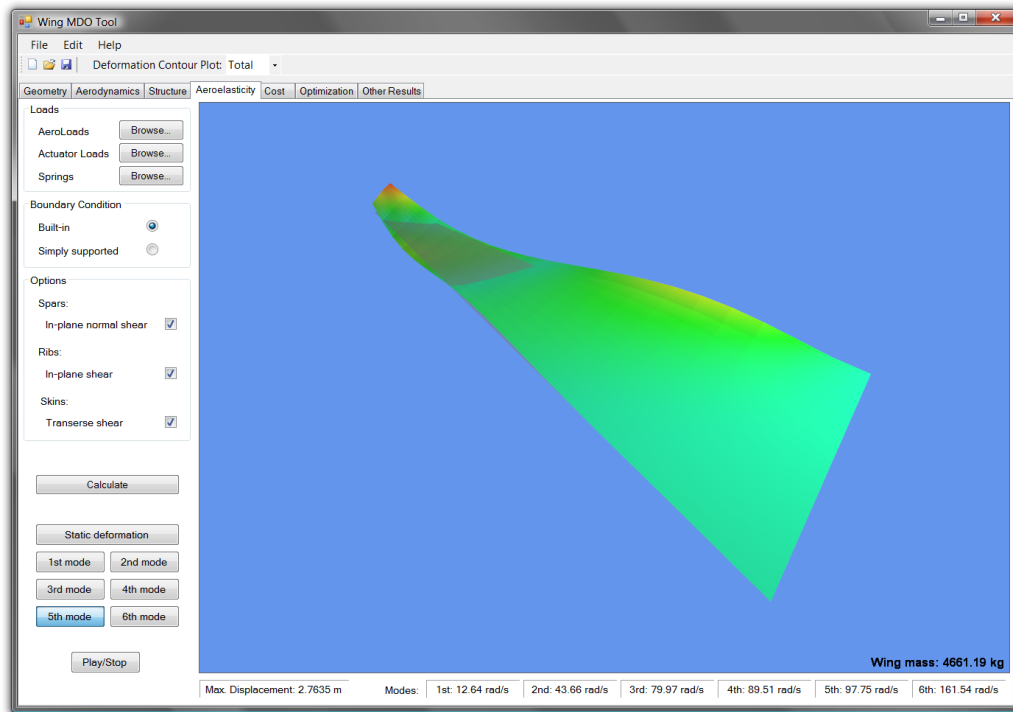 Wing MDO Tool
File Edit Help
Deformation Contour Plot: Total
Geometry Aerodynamics Structure Aeroelasticity Cost Optimization Other Results
Loads
AeroLoads Browse...
Actuator Loads Browse...
Springs Browse...
Boundary Condition
Built-in
Simply supported
Options
Spars:
In-plane normal shear
Ribs:
In-plane shear
Skins:
Transerse shear
Calculate
Static deformation
1st mode 2nd mode
3rd mode 4th mode
5th mode 6th mode
Play/Stop
Wing mass: 4661.19 kg
Max. Displacement: 2.7635 m Modes: 1st: 12.64 rad/s 2nd: 43.66 rad/s 3rd: 79.97 rad/s 4th: 89.51 rad/s 5th: 97.75 rad/s 6th: 161.54 rad/s